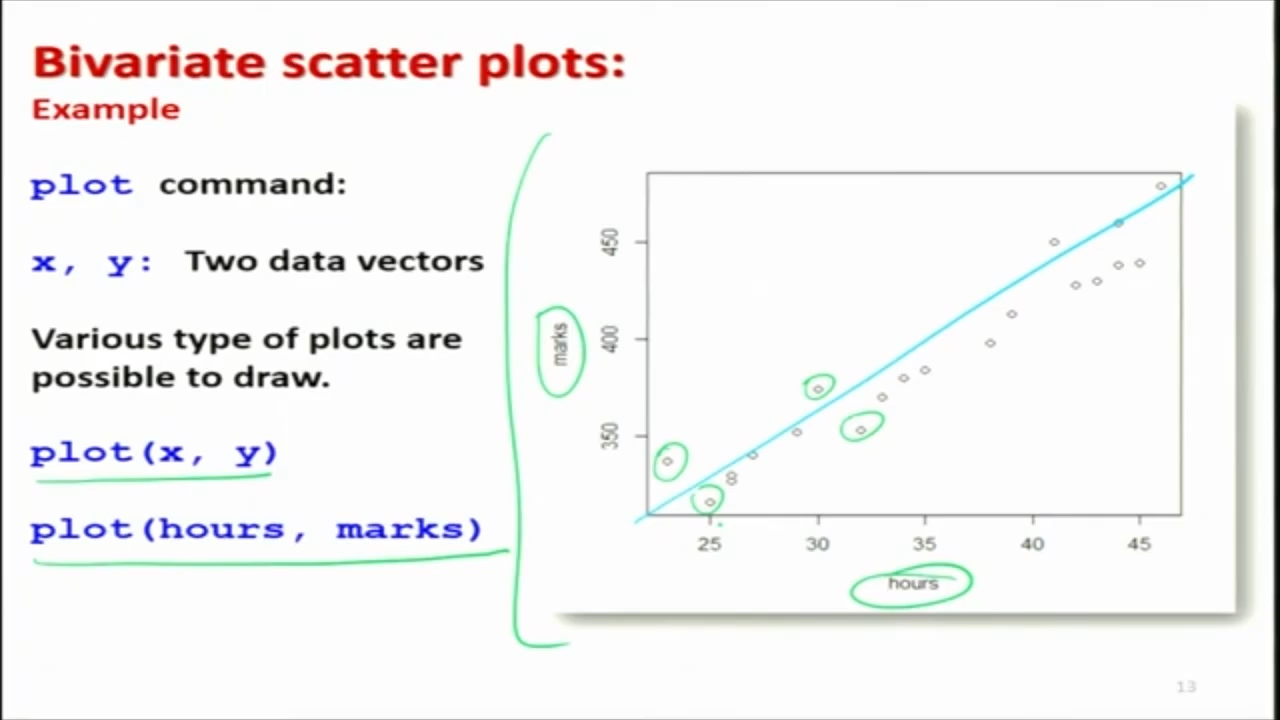 Bivariate scatter plots:
Example
plot command:
x, y: Two data vectors
Various type of plots are
possible to draw.
plot(x, y)
plot(hours, marks)
marks
450
400
350
25 30 35 40 45
hours
13